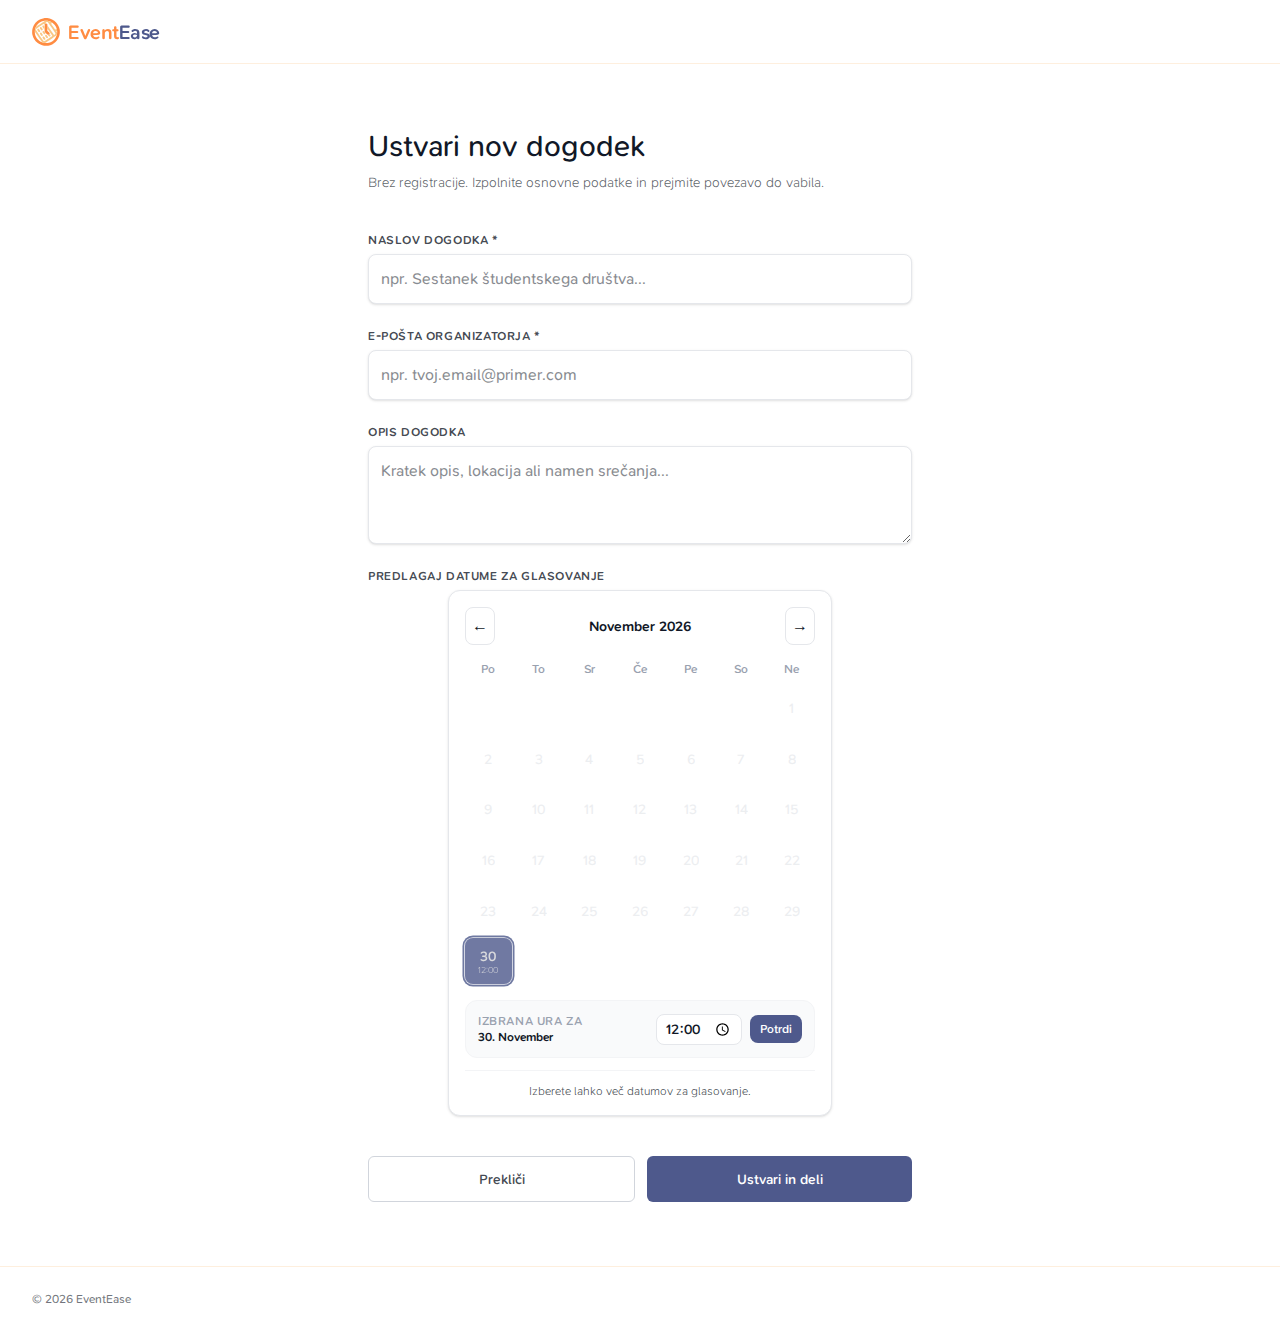 EventEase
Ustvari nov dogodek
Brez registracije. Izpolnite osnovne podatke in prejmite povezavo do vabila.
NASLOV DOGODKA *
npr. Sestanek študentskega društva...
E-POŠTA ORGANIZATORJA *
npr. tvoj.email@primer.com
OPIS DOGODKA
Kratek opis, lokacija ali namen srečanja...
PREDLAGAJ DATUME ZA GLASOVANJE
← November 2026 →
Po To Sr Če Pe So Ne
1
2 3 4 5 6 7 8
9 10 11 12 13 14 15
16 17 18 19 20 21 22
23 24 25 26 27 28 29
30
12:00
IZBRANA URA ZA
30. November
12:00 Potrdi
Izberete lahko več datumov za glasovanje.
Prekliči Ustvari in deli
© 2026 EventEase